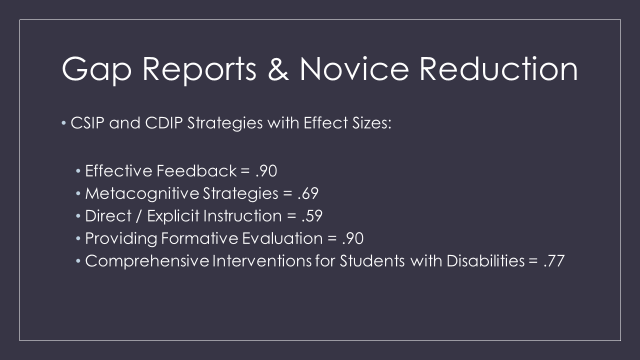 Gap Reports & Novice Reduction
• CSIP and CDIP Strategies with Effect Sizes:
• Effective Feedback = .90
• Metacognitive Strategies = .69
• Direct / Explicit Instruction = .59
• Providing Formative Evaluation = .90
• Comprehensive Interventions for Students with Disabilities = .77